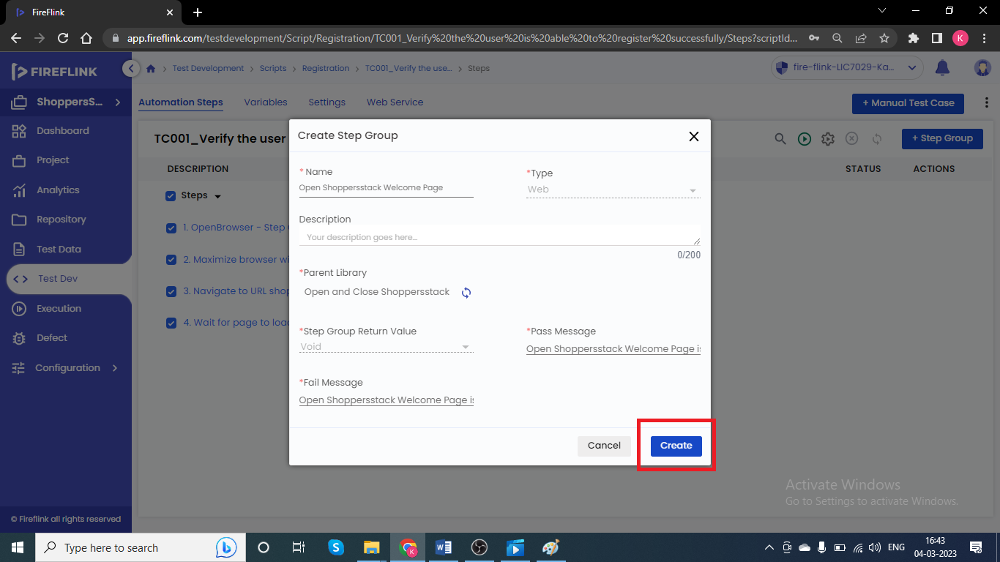 FireFlink
app.fireflink.com/testdevelopment/Script/Registration/TC001_Verify%20the%20user%20is%20able%20to%20register%20successfully/Steps?scriptId...
K
FIREFLINK
Test Development > Scripts > Registration > TC001_Verify the use... > Steps
fire-flink-LIC7029-Ka...
ShoppersS...
Automation Steps
Variables
Settings
Web Service
+ Manual Test Case
Dashboard
Project
Analytics
Repository
Test Data
Test Dev
Execution
Defect
Configuration
© Fireflink all rights reserved
TC001_Verify the user
+ Step Group
DESCRIPTION
STATUS
ACTIONS
Steps
1. OpenBrowser - Step
2. Maximize browser wi
3. Navigate to URL shop
4. Wait for page to loa
Create Step Group
* Name
Open Shoppersstack Welcome Page
*Type
Web
Description
Your description goes here...
0/200
*Parent Library
Open and Close Shoppersstack
*Step Group Return Value
Void
*Pass Message
Open Shoppersstack Welcome Page is
*Fail Message
Open Shoppersstack Welcome Page is
Cancel
Create
Activate Windows
Go to Settings to activate Windows.
Type here to search
ENG
16:43
04-03-2023